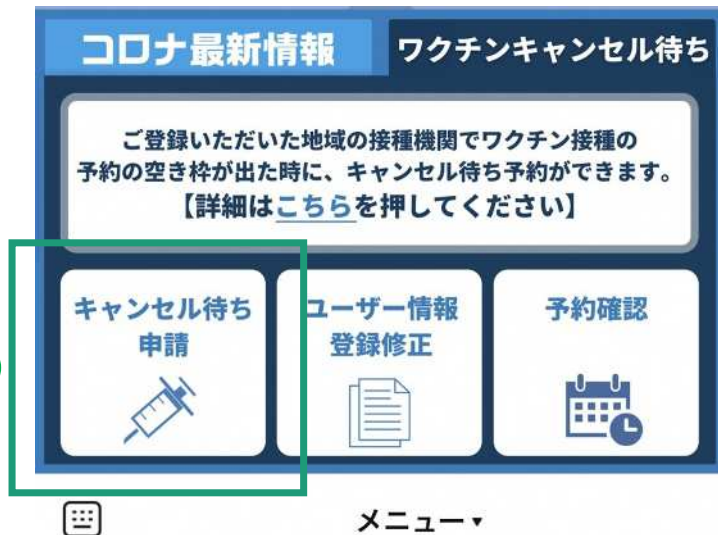 コロナ最新情報
ワクチンキャンセル待ち
ご登録いただいた地域の接種機関でワクチン接種の
予約の空き枠が出た時に、キャンセル待ち予約ができます。
【詳細はこちらを押してください】
キャンセル待ち
申請
ユーザー情報
登録修正
予約確認
メニュー▼